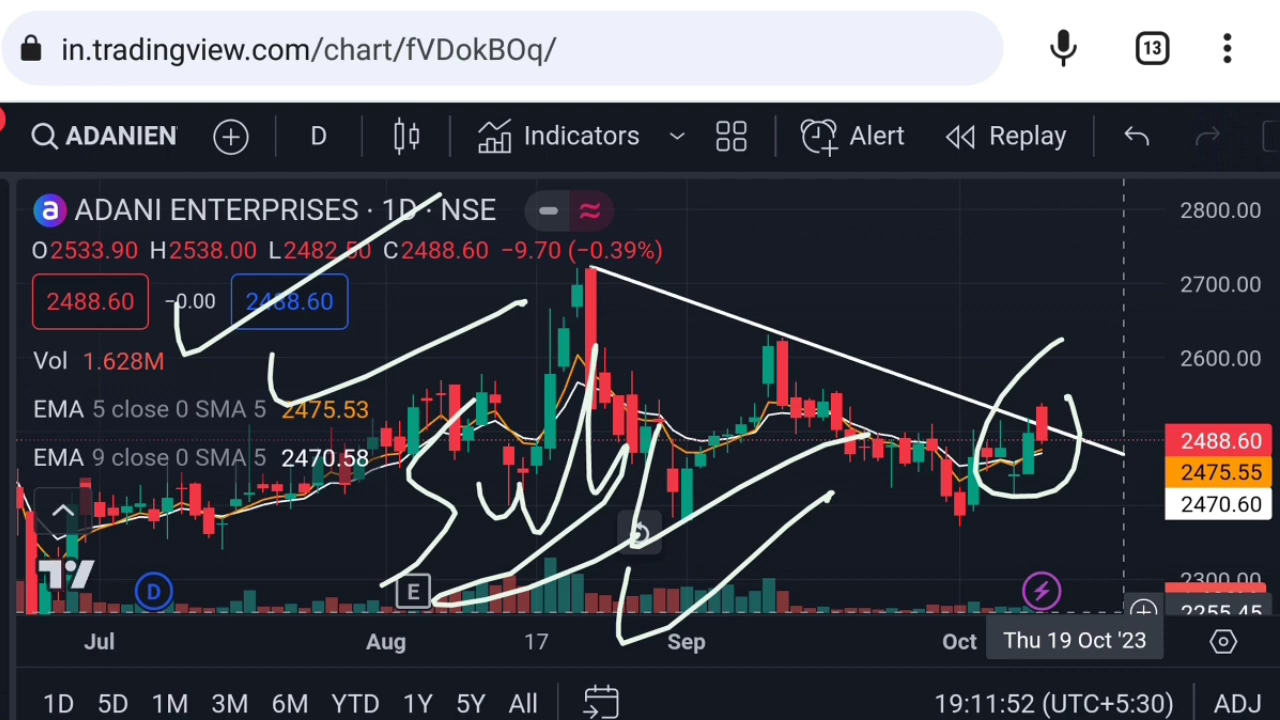 in.tradingview.com/chart/fVDokBOq/ 13
ADANIEN D Indicators Alert Replay
a ADANI ENTERPRISES · 1D · NSE
O2533.90 H2538.00 L2482.50 C2488.60 −9.70 (−0.39%)
2488.60 −0.00 2488.60
Vol 1.628M
EMA 5 close 0 SMA 5 2475.53
EMA 9 close 0 SMA 5 2470.58
2800.00
2700.00
2600.00
2488.60
2475.55
2470.60
2300.00
2255.45
D E
Jul Aug 17 Sep Oct Thu 19 Oct '23
1D 5D 1M 3M 6M YTD 1Y 5Y All 19:11:52 (UTC+5:30) ADJ